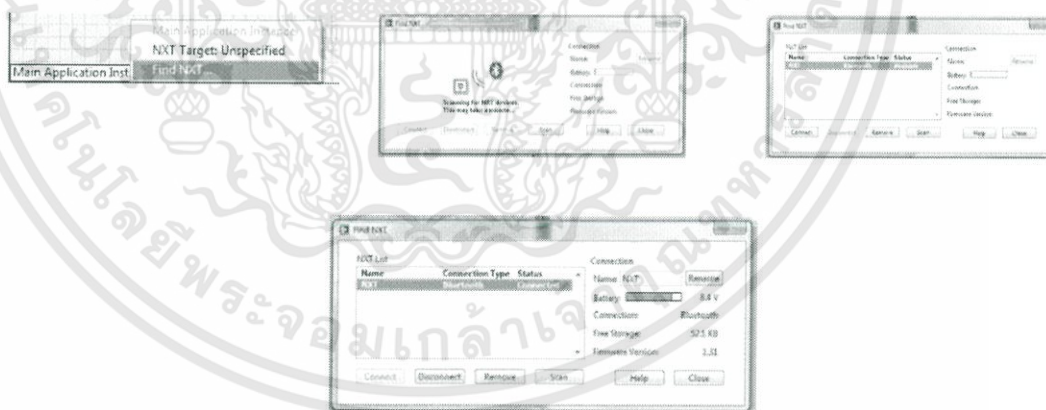 Main Application Instance
NXT Target: Unspecified
Find NXT
Main Application Inst
Find NXT
Scanning for NXT devices.
This may take a minute...
Connection
Name: Rename
Battery:
Connection:
Free Storage:
Firmware Version:
Connect Disconnect Remove Scan Help Close
Find NXT
NXT List
Name Connection Type Status
NXT Bluetooth Available
Connection
Name: Rename
Battery:
Connection:
Free Storage:
Firmware Version:
Connect Disconnect Remove Scan Help Close
Find NXT
NXT List
Name Connection Type Status
NXT Bluetooth Connected
Connection
Name: NXT Rename
Battery: 8.4 V
Connection: Bluetooth
Free Storage: 52.1 KB
Firmware Version: 1.31
Connect Disconnect Remove Scan Help Close